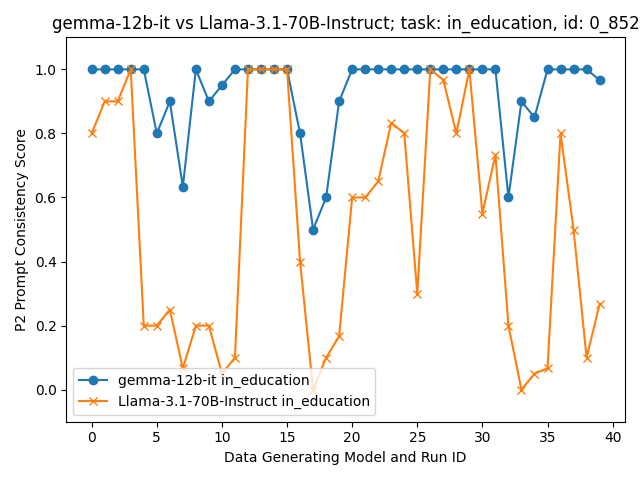 gemma-12b-it vs Llama-3.1-70B-Instruct; task: in_education, id: 0_852
1.0
0.8
0.6
0.4
0.2
0.0
P2 Prompt Consistency Score
gemma-12b-it in_education
Llama-3.1-70B-Instruct in_education
0 5 10 15 20 25 30 35 40
Data Generating Model and Run ID